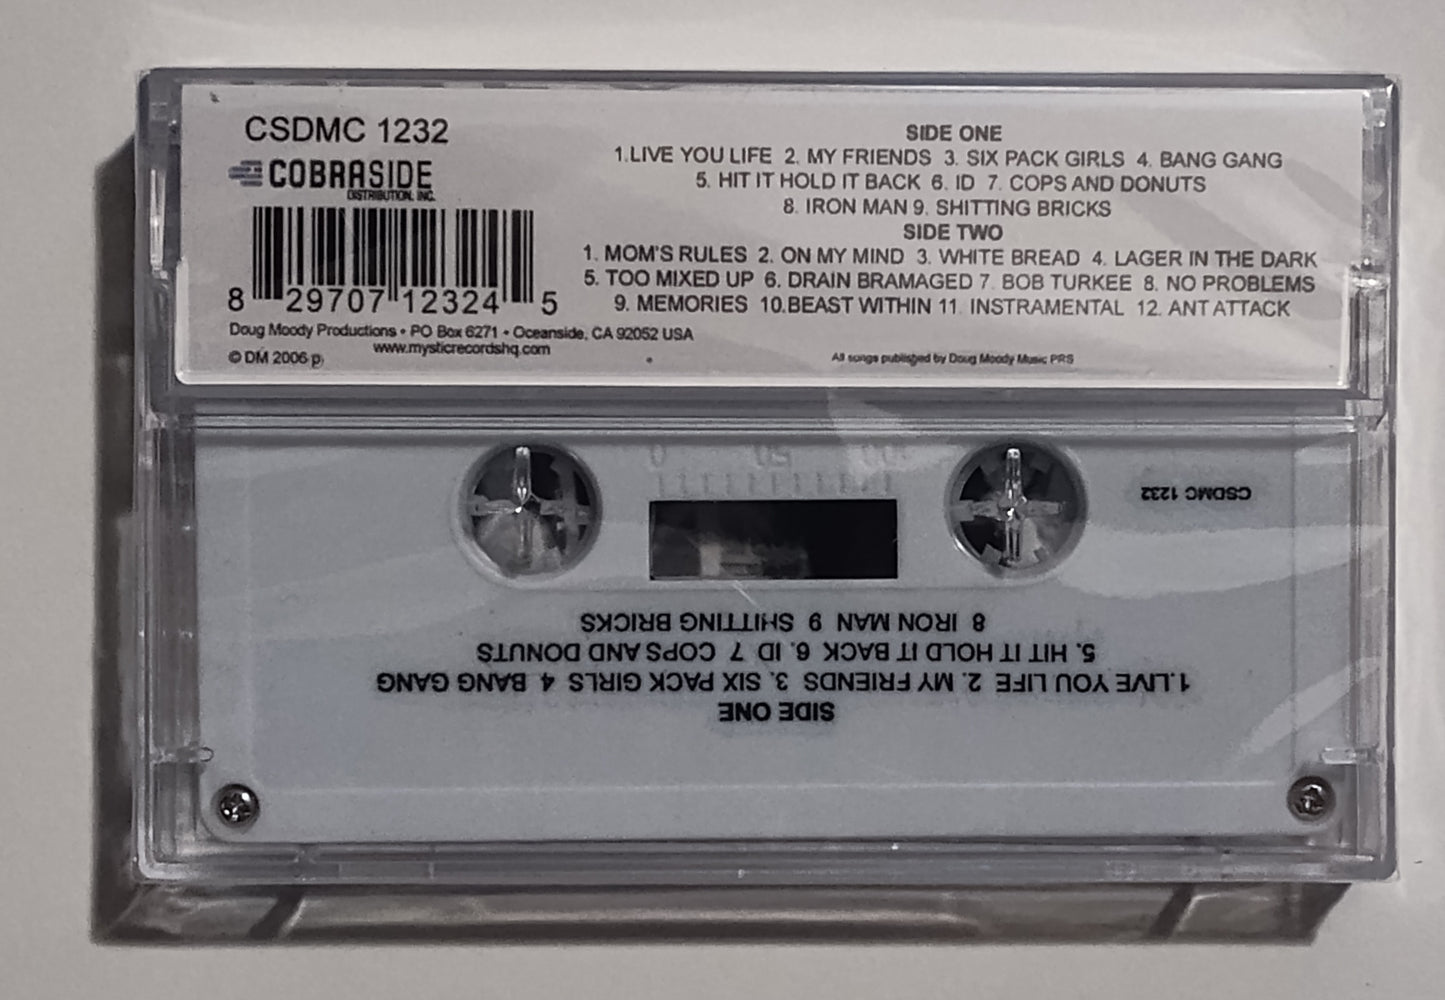 CSDMC 1232
COBRASIDE
DISTRIBUTION, INC.
8 29707 12324 5
Doug Moody Productions • PO Box 6271 • Oceanside, CA 92052 USA
www.mysticrecordshq.com
© DM 2006 p
SIDE ONE
1.LIVE YOU LIFE 2. MY FRIENDS 3. SIX PACK GIRLS 4. BANG GANG
5. HIT IT HOLD IT BACK 6. ID 7. COPS AND DONUTS
8. IRON MAN 9. SHITTING BRICKS
SIDE TWO
1. MOM'S RULES 2. ON MY MIND 3. WHITE BREAD 4. LAGER IN THE DARK
5. TOO MIXED UP 6. DRAIN BRAMAGED 7. BOB TURKEE 8. NO PROBLEMS
9. MEMORIES 10.BEAST WITHIN 11. INSTRAMENTAL 12. ANT ATTACK
All songs published by Doug Moody Music PRS
SIDE ONE
1.LIVE YOU LIFE 2. MY FRIENDS 3. SIX PACK GIRLS 4 BANG GANG
5. HIT IT HOLD IT BACK 6. ID 7 COPS AND DONUTS
8 IRON MAN 9 SHITTING BRICKS
CSDMC 1232
100 50 0